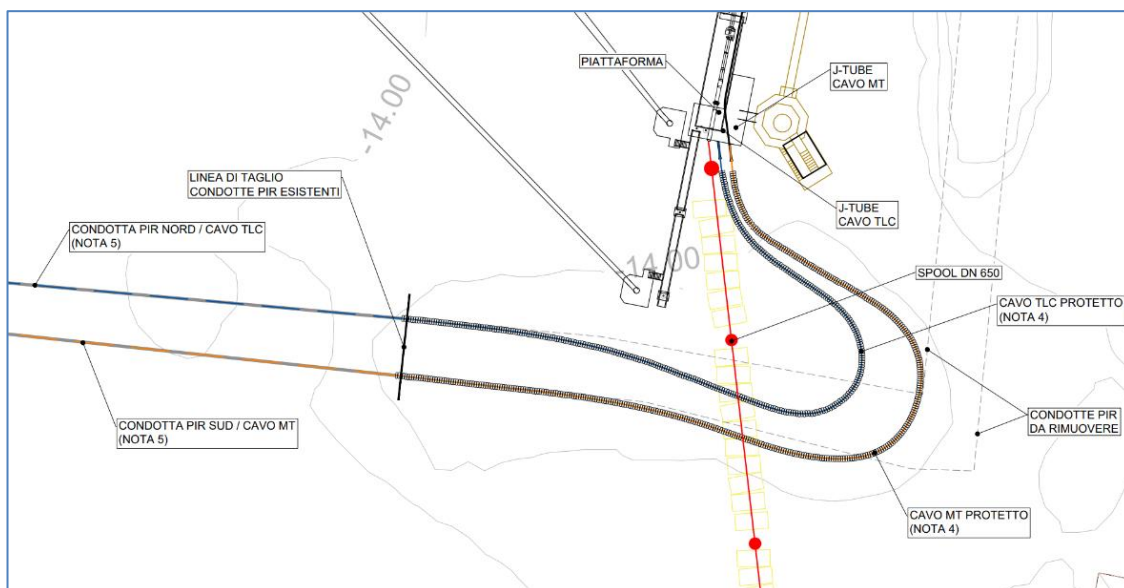 PIATTAFORMA
J-TUBE
CAVO MT
-14.00
LINEA DI TAGLIO
CONDOTTE PIR ESISTENTI
J-TUBE
CAVO TLC
CONDOTTA PIR NORD / CAVO TLC
(NOTA 5)
14.00
SPOOL DN 650
CAVO TLC PROTETTO
(NOTA 4)
CONDOTTA PIR SUD / CAVO MT
(NOTA 5)
CONDOTTE PIR
DA RIMUOVERE
CAVO MT PROTETTO
(NOTA 4)